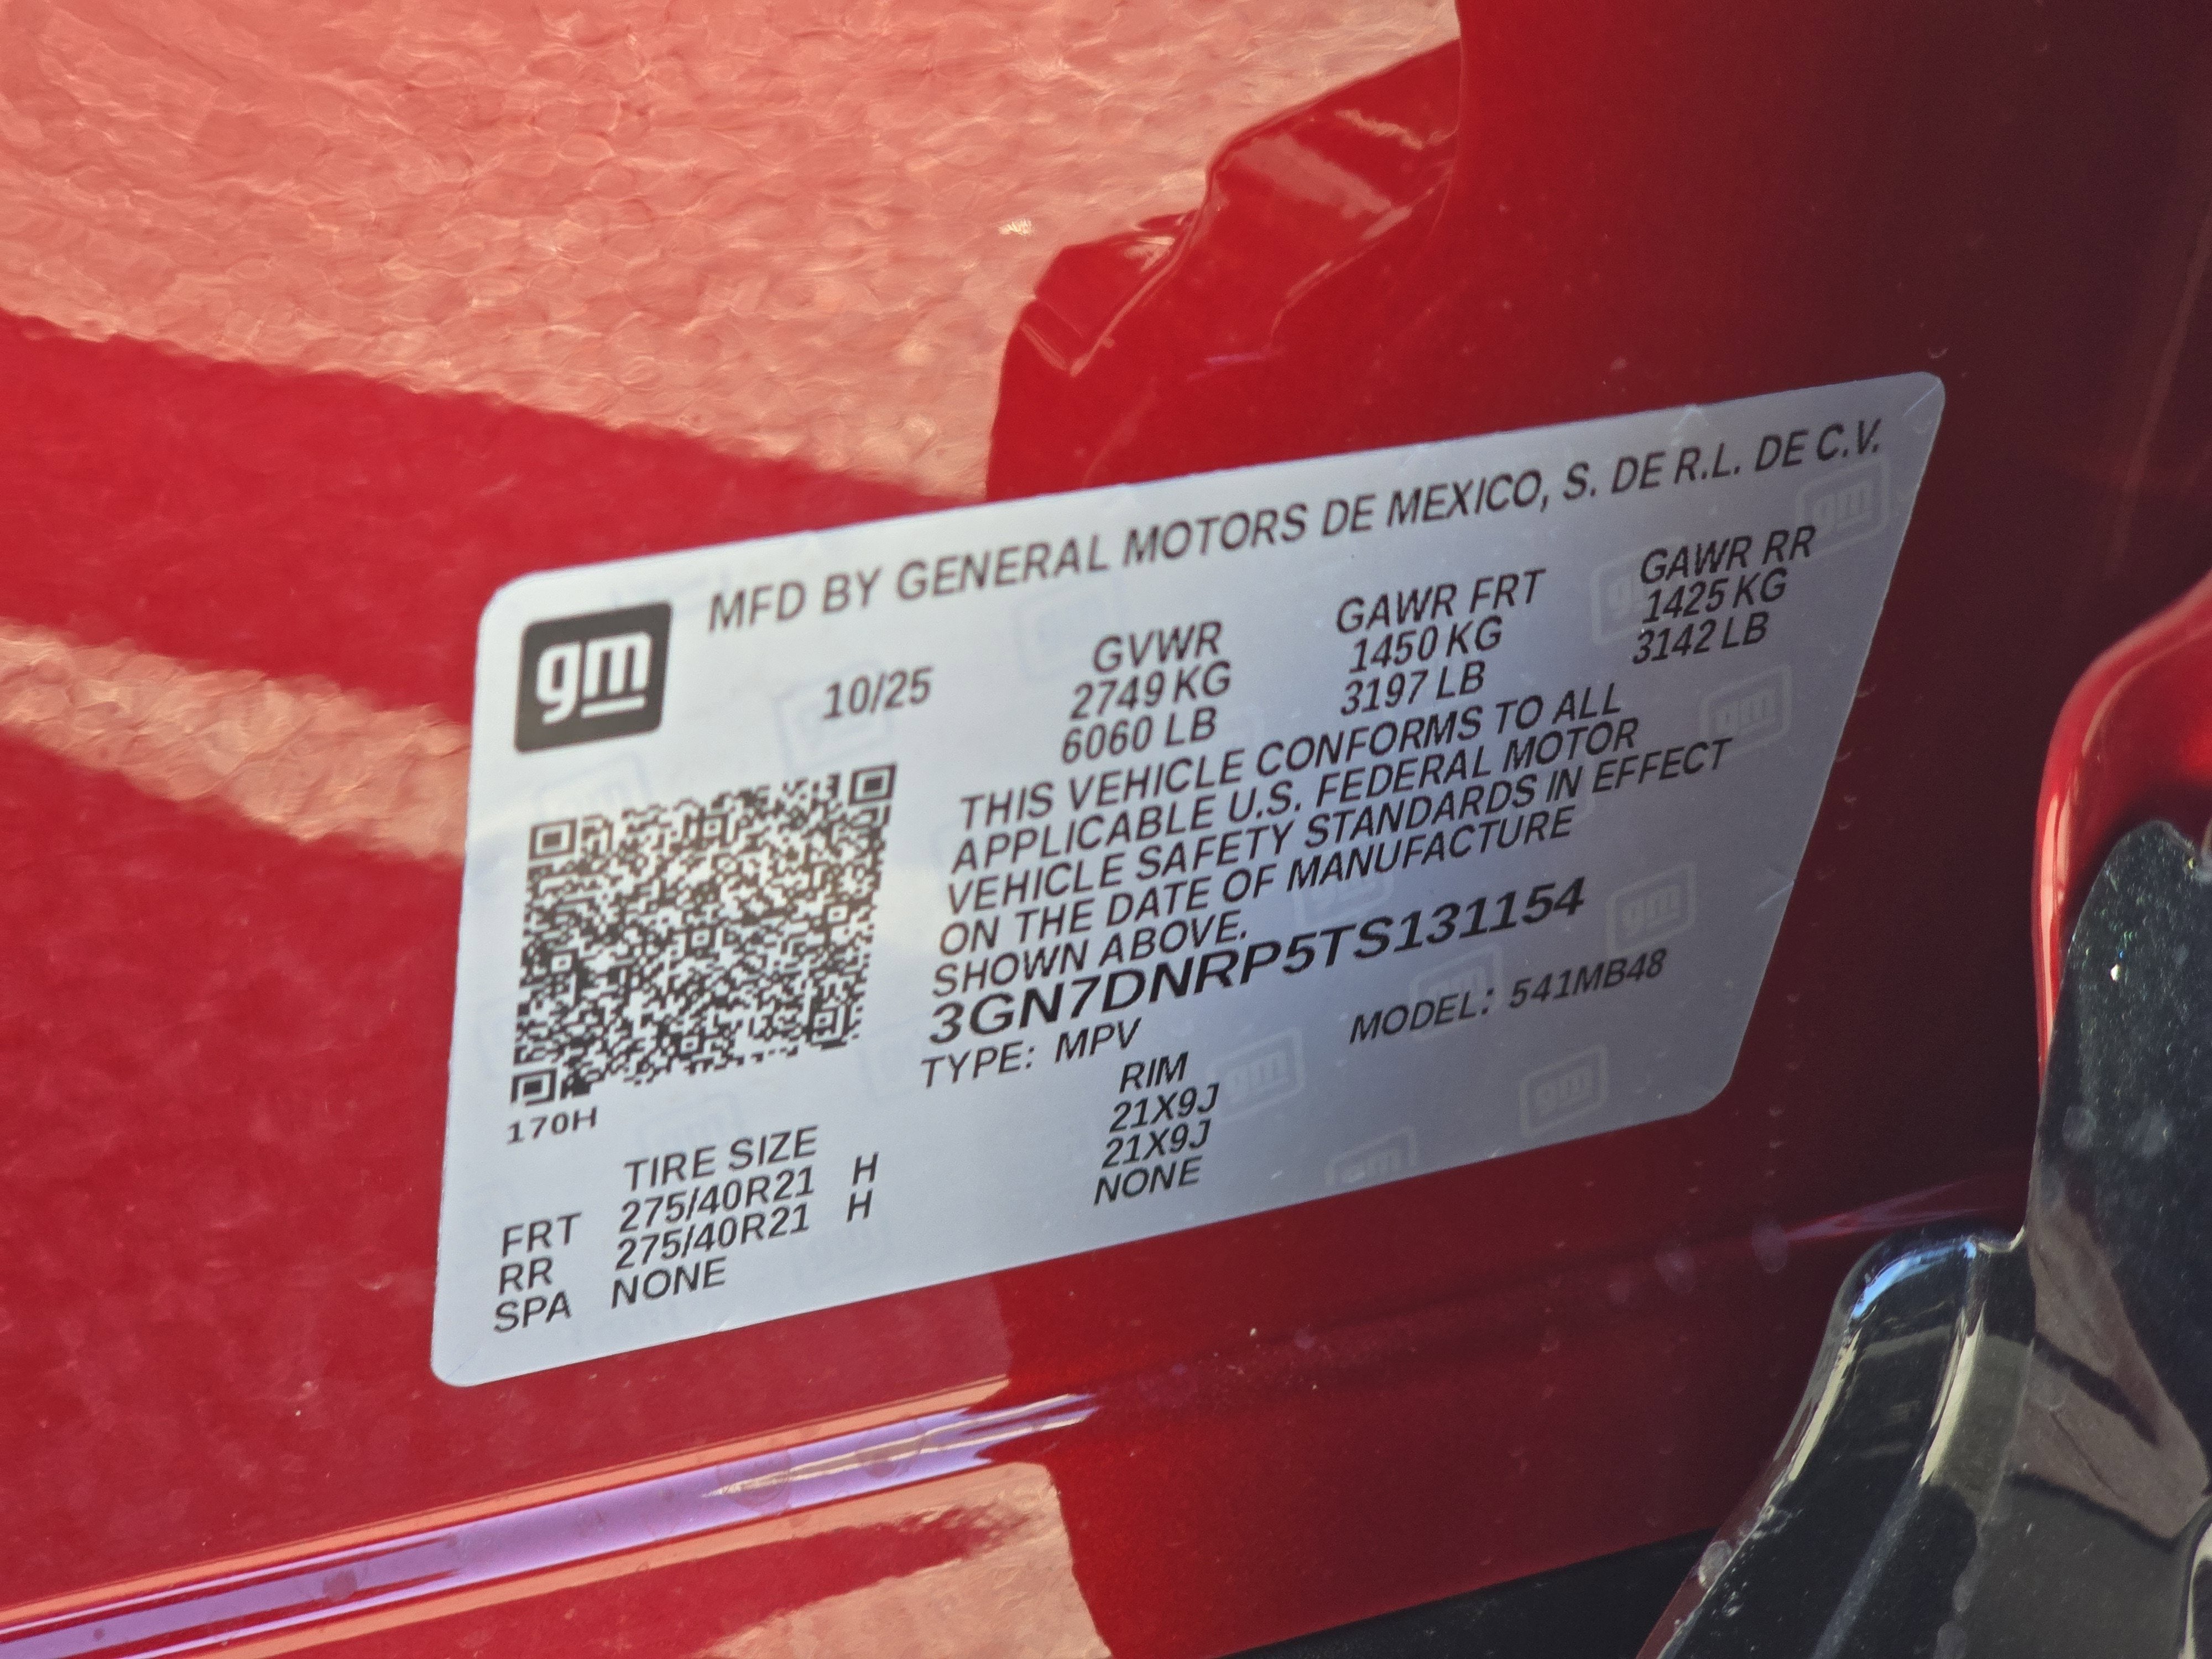 gm
MFD BY GENERAL MOTORS DE MEXICO, S. DE R.L. DE C.V.
10/25
GVWR
2749 KG
6060 LB
GAWR FRT
1450 KG
3197 LB
GAWR RR
1425 KG
3142 LB
THIS VEHICLE CONFORMS TO ALL
APPLICABLE U.S. FEDERAL MOTOR
VEHICLE SAFETY STANDARDS IN EFFECT
ON THE DATE OF MANUFACTURE
SHOWN ABOVE.
3GN7DNRP5TS131154
TYPE: MPV MODEL: 541MB48
170H
TIRE SIZE RIM
FRT 275/40R21 H 21X9J
RR 275/40R21 H 21X9J
SPA NONE NONE